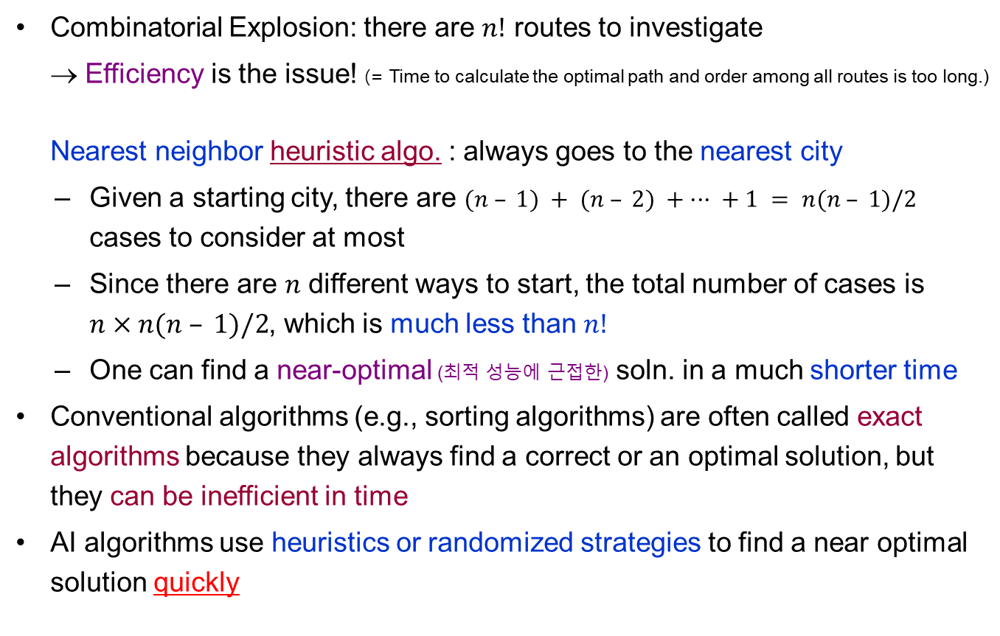 • Combinatorial Explosion: there are n! routes to investigate
→ Efficiency is the issue! (= Time to calculate the optimal path and order among all routes is too long.)
Nearest neighbor heuristic algo. : always goes to the nearest city
– Given a starting city, there are (n – 1) + (n – 2) + ⋯ + 1 = n(n – 1)/2
cases to consider at most
– Since there are n different ways to start, the total number of cases is
n × n(n – 1)/2, which is much less than n!
– One can find a near-optimal (최적 성능에 근접한) soln. in a much shorter time
• Conventional algorithms (e.g., sorting algorithms) are often called exact
algorithms because they always find a correct or an optimal solution, but
they can be inefficient in time
• AI algorithms use heuristics or randomized strategies to find a near optimal
solution quickly